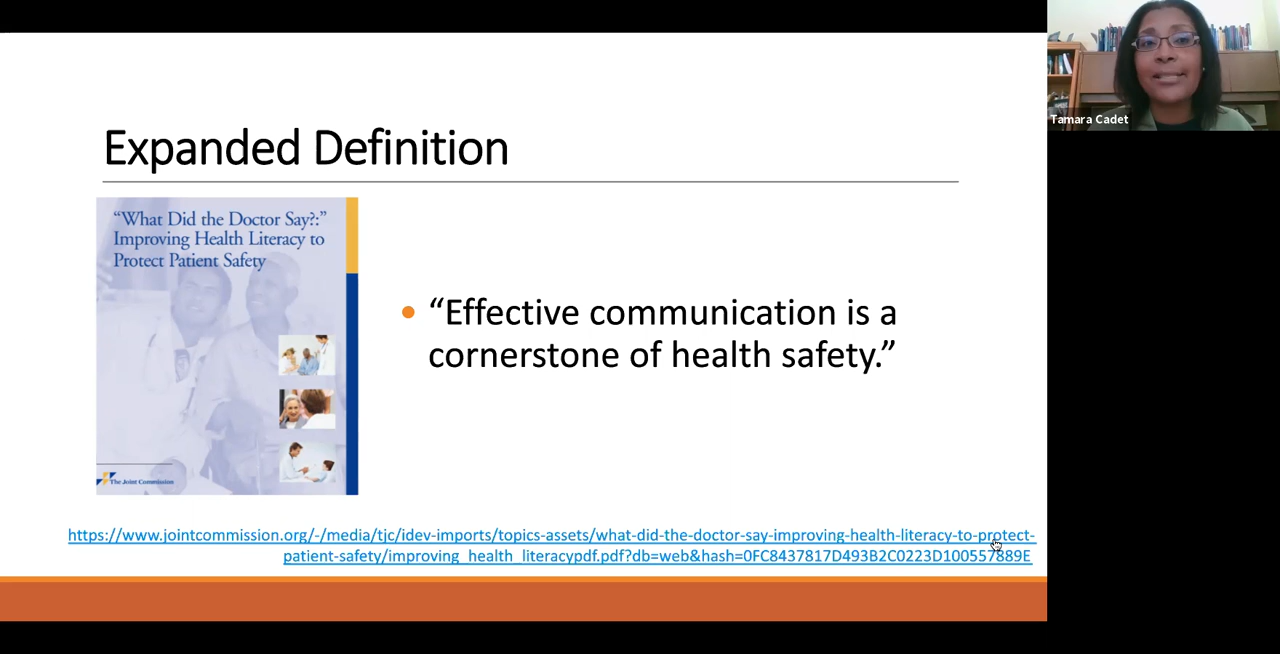 Expanded Definition
“What Did the Doctor Say?:”
Improving Health Literacy to
Protect Patient Safety
The Joint Commission
• “Effective communication is a
cornerstone of health safety.”
https://www.jointcommission.org/-/media/tjc/idev-imports/topics-assets/what-did-the-doctor-say-improving-health-literacy-to-protect-
patient-safety/improving_health_literacypdf.pdf?db=web&hash=0FC8437817D493B2C0223D100557889E
Tamara Cadet